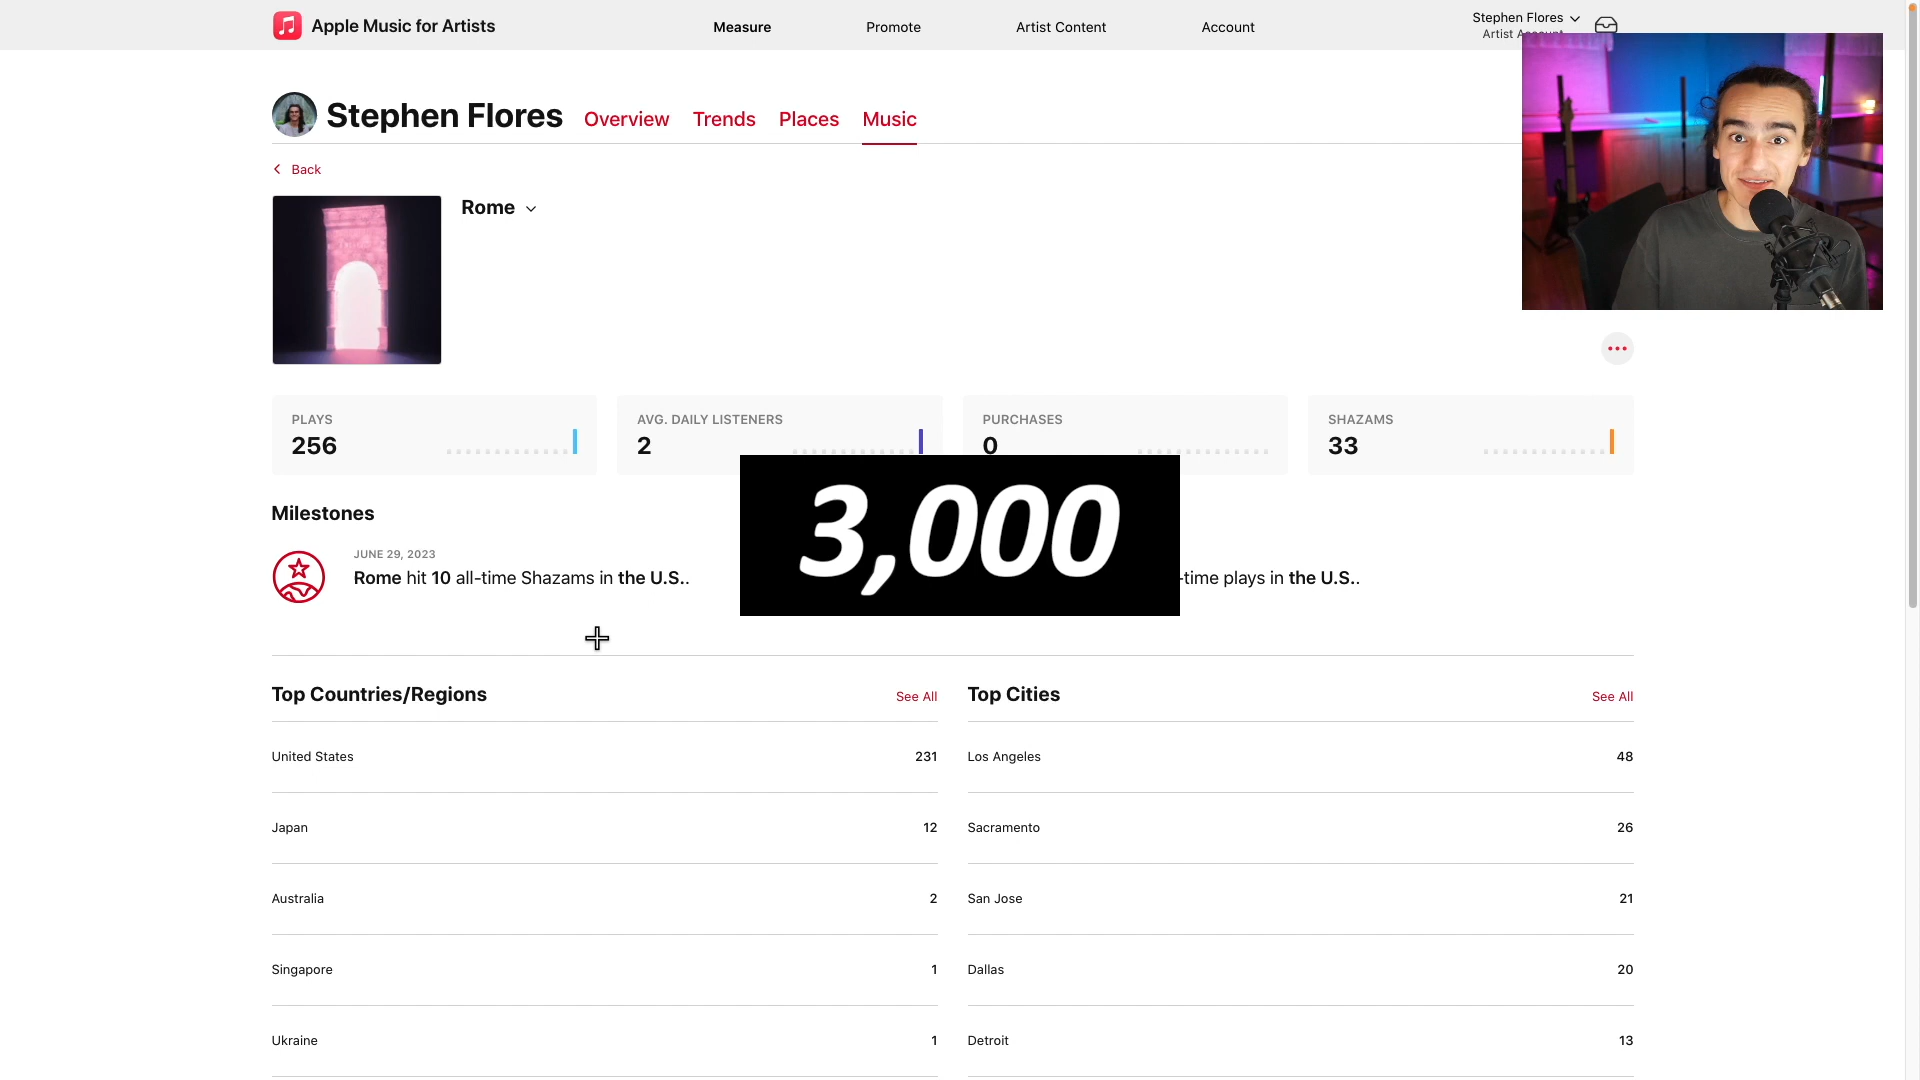 Apple Music for Artists
Measure
Promote
Artist Content
Account
Stephen Flores
Artist
Stephen Flores
Overview
Trends
Places
Music
Back
Rome
PLAYS
256
AVG. DAILY LISTENERS
2
PURCHASES
0
SHAZAMS
33
Milestones
3,000
JUNE 29, 2023
Rome hit 10 all-time Shazams in the U.S..
-time plays in the U.S..
Top Countries/Regions
See All
United States 231
Japan 12
Australia 2
Singapore 1
Ukraine 1
Top Cities
See All
Los Angeles 48
Sacramento 26
San Jose 21
Dallas 20
Detroit 13